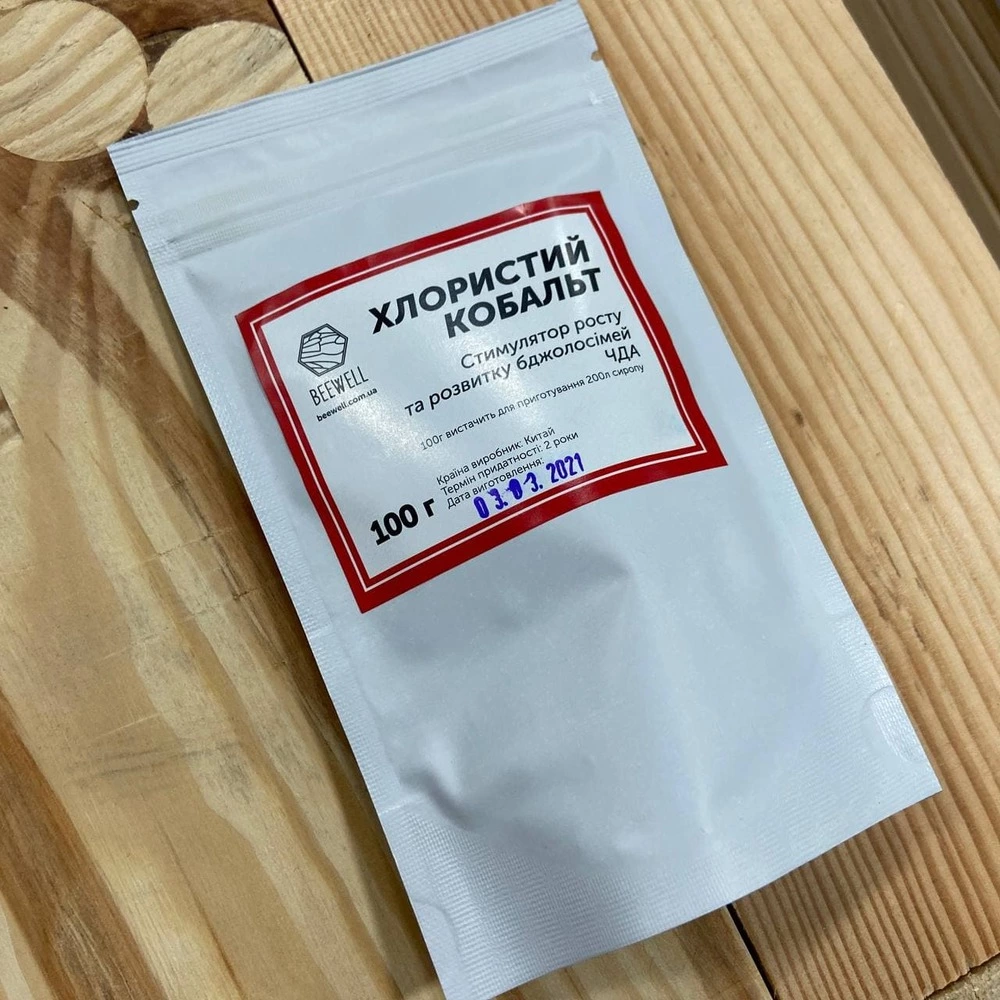 ХЛОРИСТИЙ
КОБАЛЬТ
Стимулятор росту
та розвитку бджолосімей
ЧДА
100г вистачить для приготування 200л сиропу
BEEWELL
beewell.com.ua
Країна виробник: Китай
Термін придатності: 2 роки
Дата виготовлення:
03.03.2021
100 г